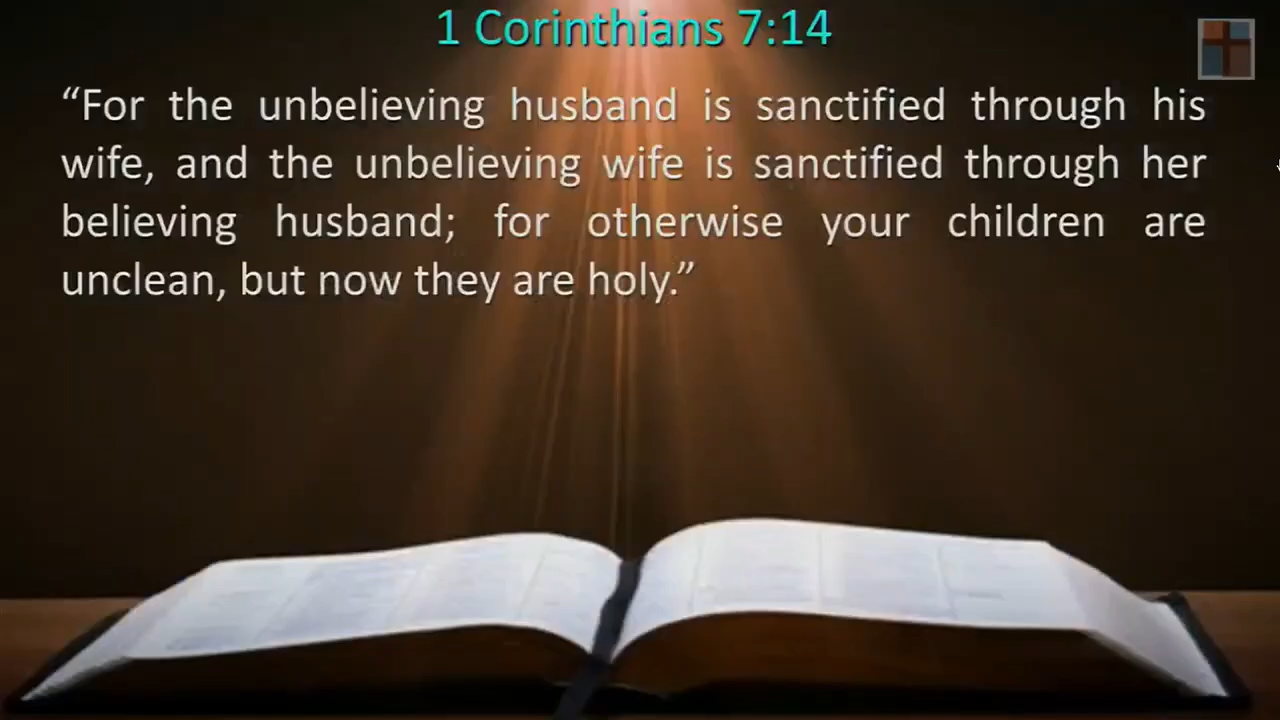 1 Corinthians 7:14
“For the unbelieving husband is sanctified through his
wife, and the unbelieving wife is sanctified through her
believing husband; for otherwise your children are
unclean, but now they are holy.”